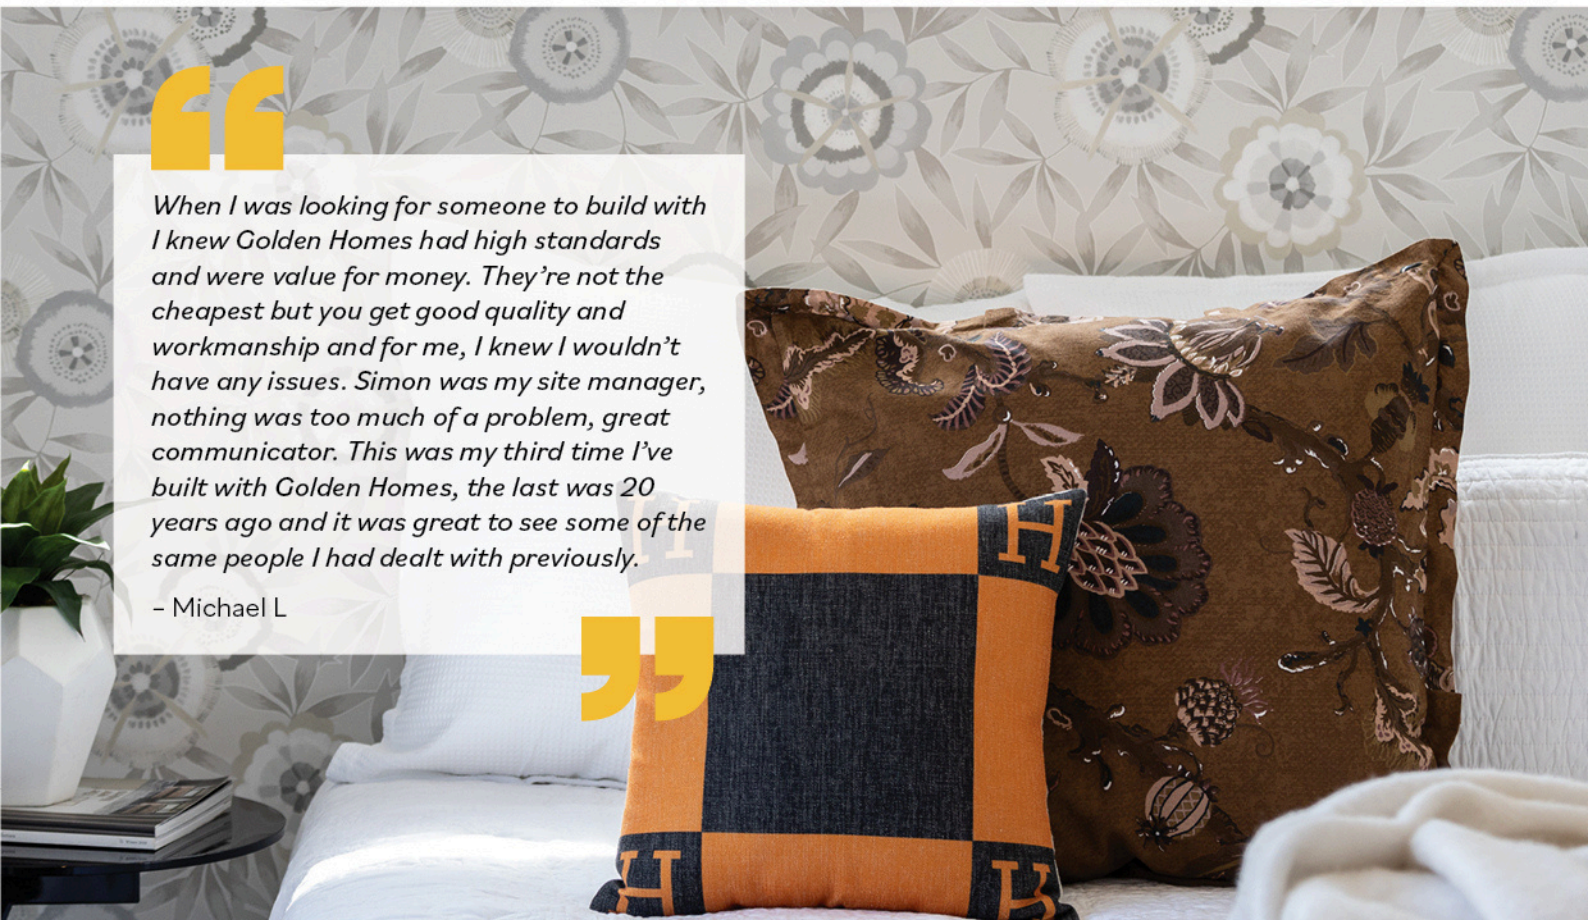 When I was looking for someone to build with
I knew Golden Homes had high standards
and were value for money. They’re not the
cheapest but you get good quality and
workmanship and for me, I knew I wouldn’t
have any issues. Simon was my site manager,
nothing was too much of a problem, great
communicator. This was my third time I’ve
built with Golden Homes, the last was 20
years ago and it was great to see some of the
same people I had dealt with previously.
– Michael L
H
H
H
H